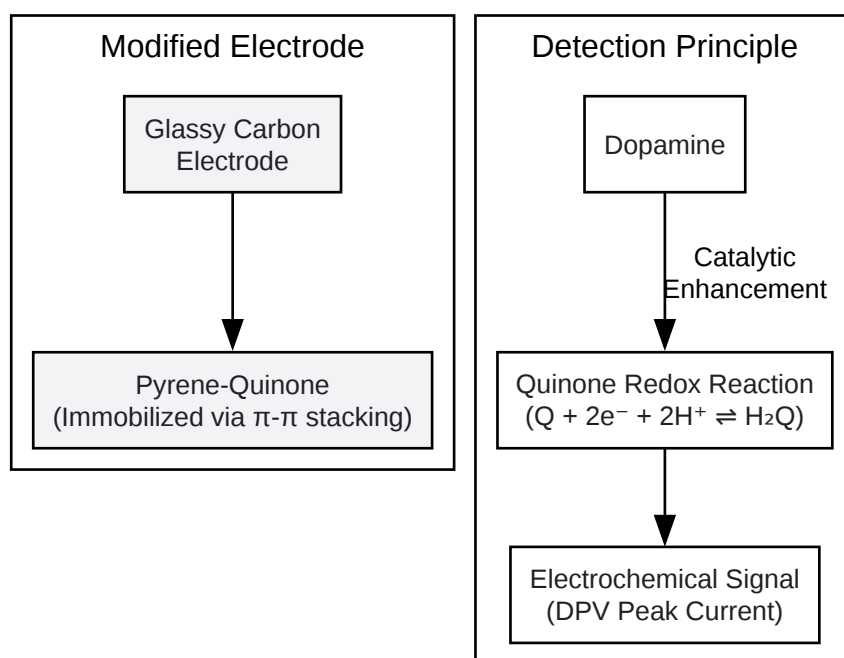 Modified Electrode
Glassy Carbon
Electrode
Pyrene-Quinone
(Immobilized via π-π stacking)
Detection Principle
Dopamine
Catalytic
Enhancement
Quinone Redox Reaction
(Q + 2e⁻ + 2H⁺ ⇌ H₂Q)
Electrochemical Signal
(DPV Peak Current)